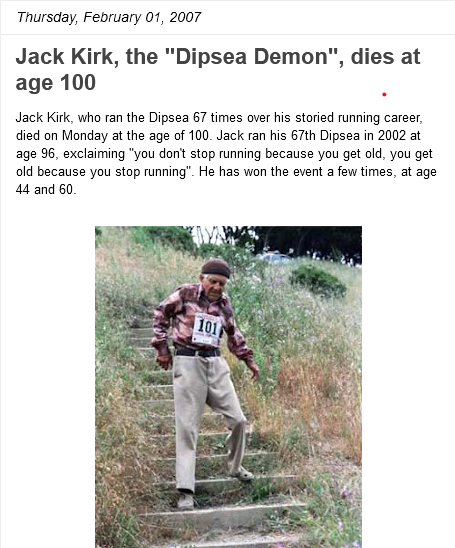 Thursday, February 01, 2007
Jack Kirk, the "Dipsea Demon", dies at
age 100
Jack Kirk, who ran the Dipsea 67 times over his storied running career,
died on Monday at the age of 100. Jack ran his 67th Dipsea in 2002 at
age 96, exclaiming "you don't stop running because you get old, you get
old because you stop running". He has won the event a few times, at age
44 and 60.
101